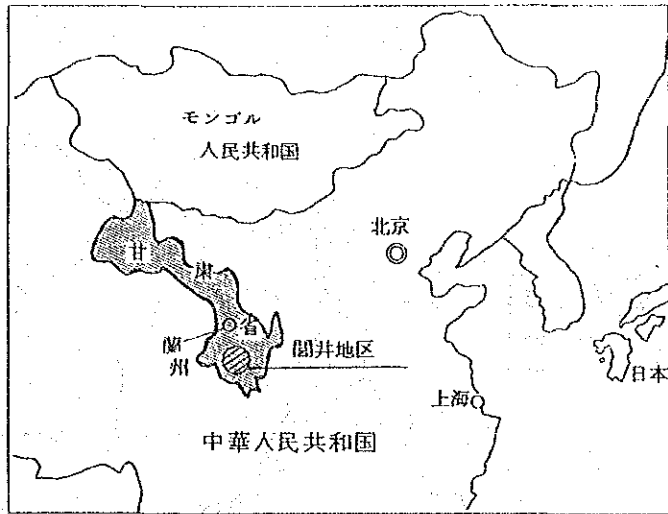 モンゴル
人民共和国
北京
甘粛省
蘭州
閭井地区
日本
上海
中華人民共和国